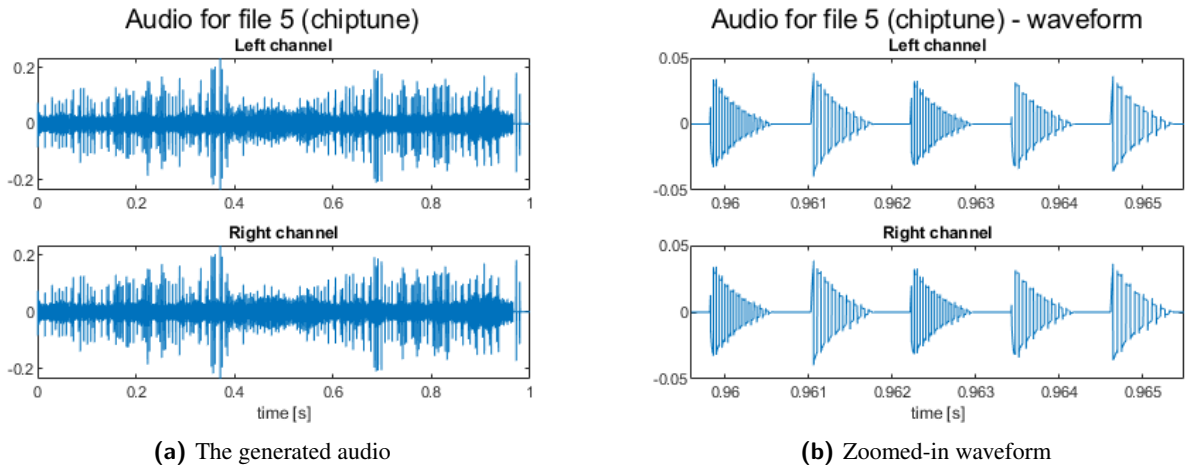 Audio for file 5 (chiptune)
Left channel
0.2
0
-0.2
0 0.2 0.4 0.6 0.8 1
Right channel
0.2
0
-0.2
0 0.2 0.4 0.6 0.8 1
time [s]
(a) The generated audio
Audio for file 5 (chiptune) - waveform
Left channel
0.05
0
-0.05
0.96 0.961 0.962 0.963 0.964 0.965
Right channel
0.05
0
-0.05
0.96 0.961 0.962 0.963 0.964 0.965
time [s]
(b) Zoomed-in waveform